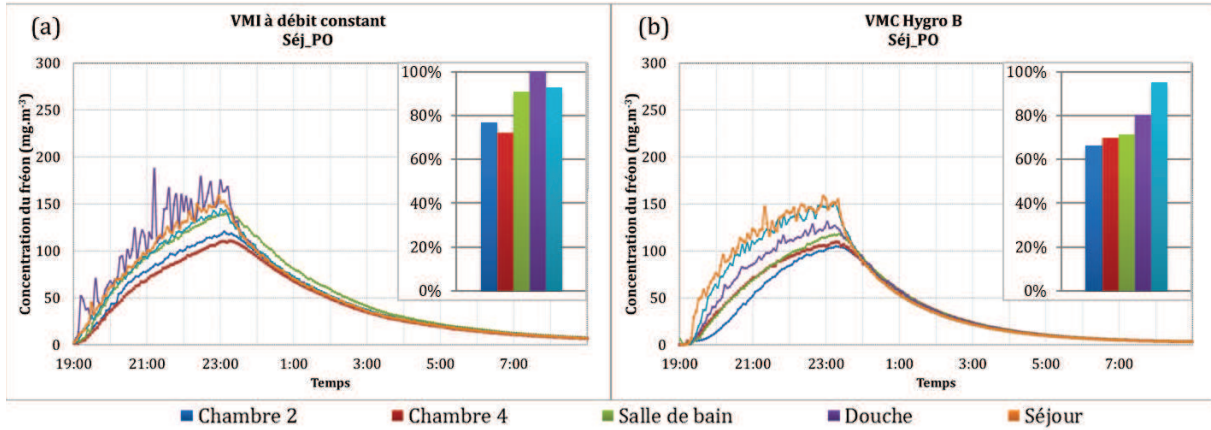 (a)
VMI à débit constant
Séj_PO
Concentration du fréon (mg.m-3)
300
250
200
150
100
50
0
19:00 21:00 23:00 1:00 3:00 5:00 7:00
Temps
100%
80%
60%
40%
20%
0%
(b)
VMC Hygro B
Séj_PO
Concentration du fréon (mg.m-3)
300
250
200
150
100
50
0
19:00 21:00 23:00 1:00 3:00 5:00 7:00
Temps
100%
80%
60%
40%
20%
0%
Chambre 2 Chambre 4 Salle de bain Douche Séjour